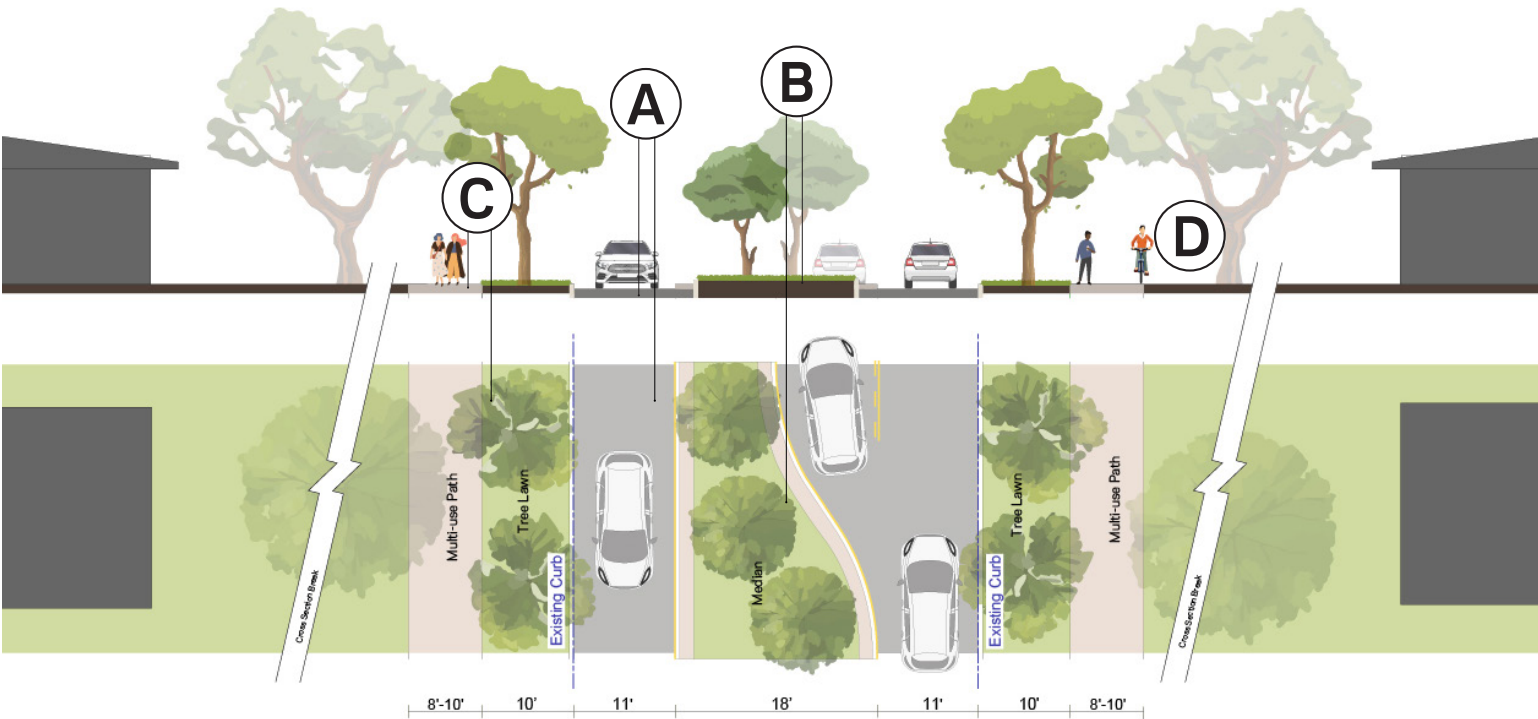 A
B
C
D
Multi-use Path
Tree Lawn
Existing Curb
Median
Existing Curb
Tree Lawn
Multi-use Path
Cross Section Break
Cross Section Break
8'-10'
10'
11'
18'
11'
10'
8'-10'